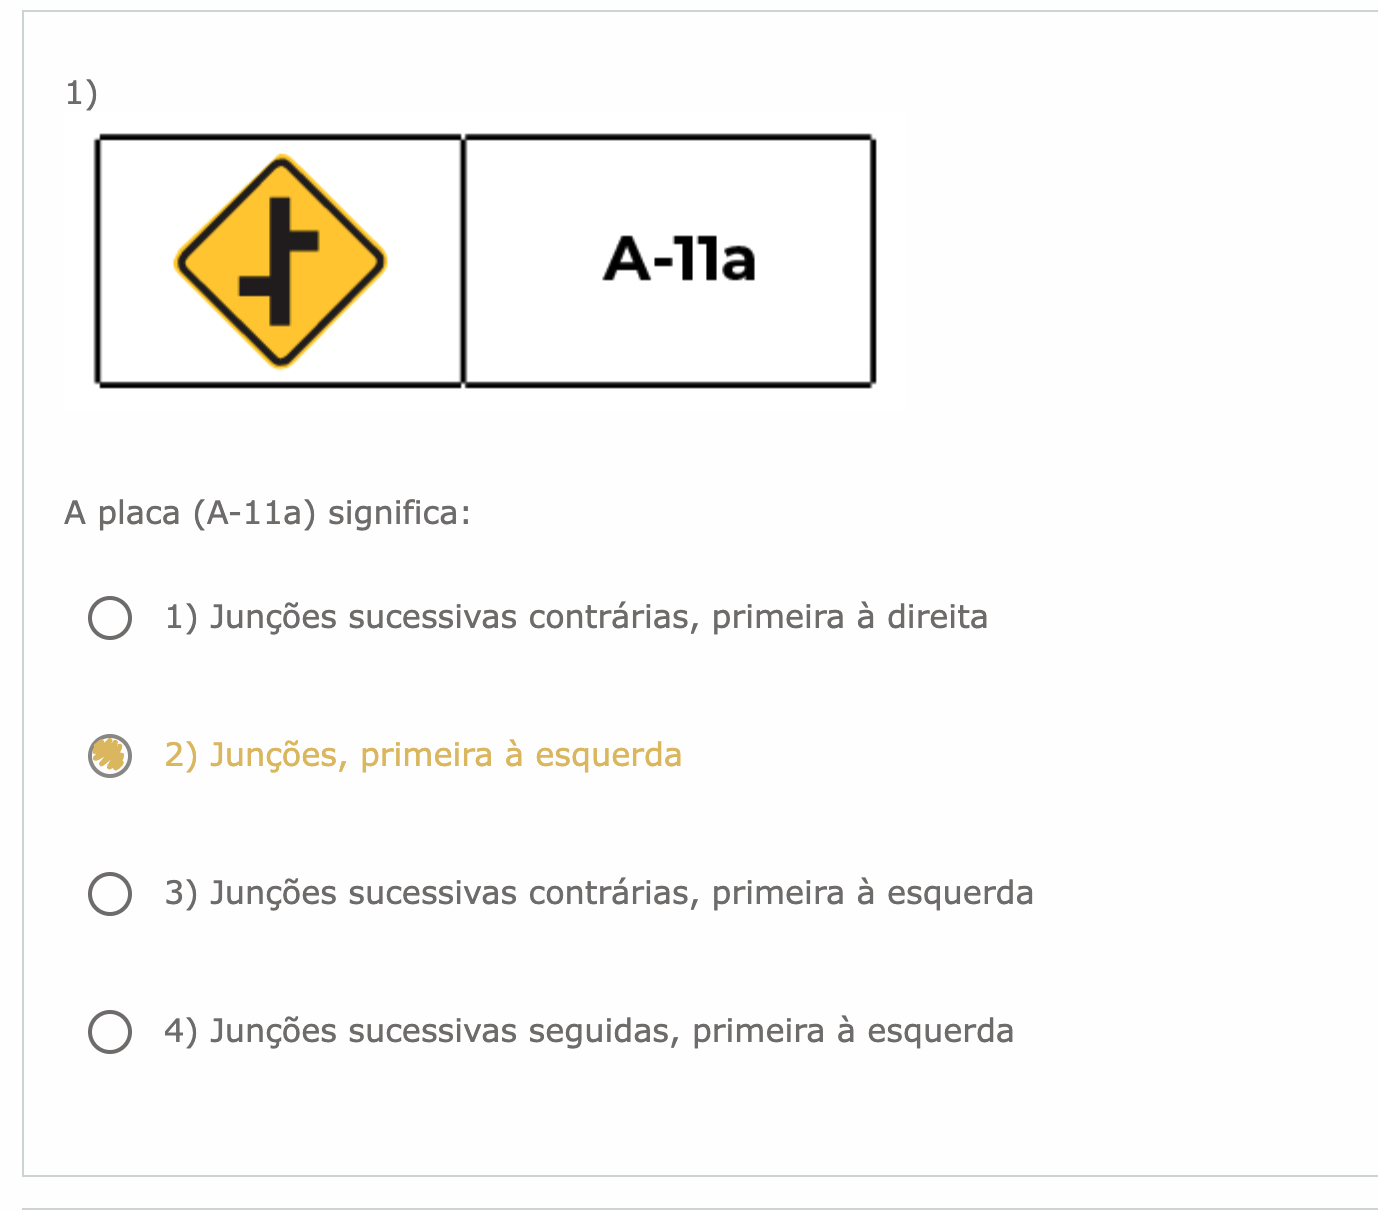 1)
A-11a
A placa (A-11a) significa:
1) Junções sucessivas contrárias, primeira à direita
2) Junções, primeira à esquerda
3) Junções sucessivas contrárias, primeira à esquerda
4) Junções sucessivas seguidas, primeira à esquerda